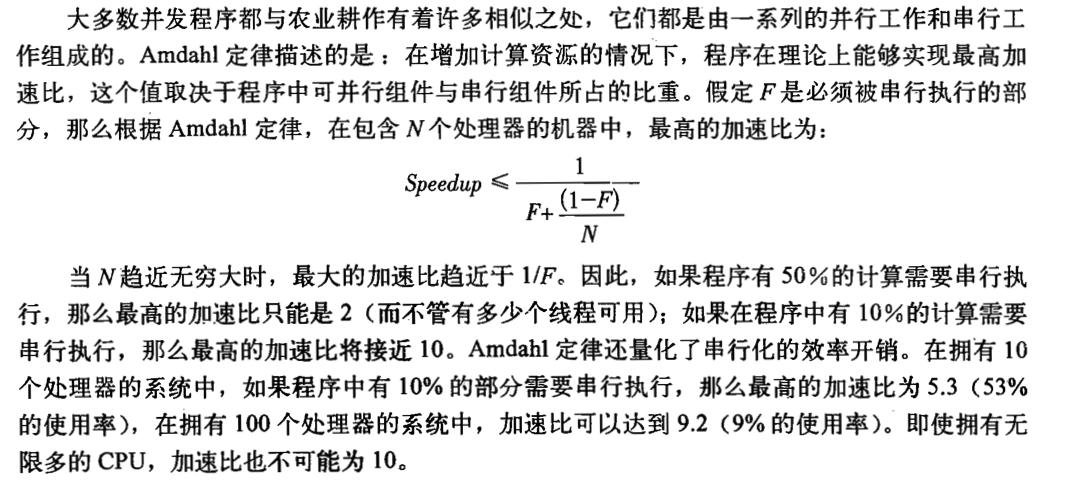 大多数并发程序都与农业耕作有着许多相似之处，它们都是由一系列的并行工作和串行工
作组成的。Amdahl 定律描述的是：在增加计算资源的情况下，程序在理论上能够实现最高加
速比，这个值取决于程序中可并行组件与串行组件所占的比重。假定 F 是必须被串行执行的部
分，那么根据 Amdahl 定律，在包含 N 个处理器的机器中，最高的加速比为：
Speedup ≤ 1
F+ (1−F)
N
当 N 趋近无穷大时，最大的加速比趋近于 1/F。因此，如果程序有 50%的计算需要串行执
行，那么最高的加速比只能是 2（而不管有多少个线程可用）；如果在程序中有 10%的计算需要
串行执行，那么最高的加速比将接近 10。Amdahl 定律还量化了串行化的效率开销。在拥有 10
个处理器的系统中，如果程序中有 10% 的部分需要串行执行，那么最高的加速比为 5.3（53%
的使用率），在拥有 100 个处理器的系统中，加速比可以达到 9.2（9% 的使用率）。即使拥有无
限多的 CPU，加速比也不可能为 10。